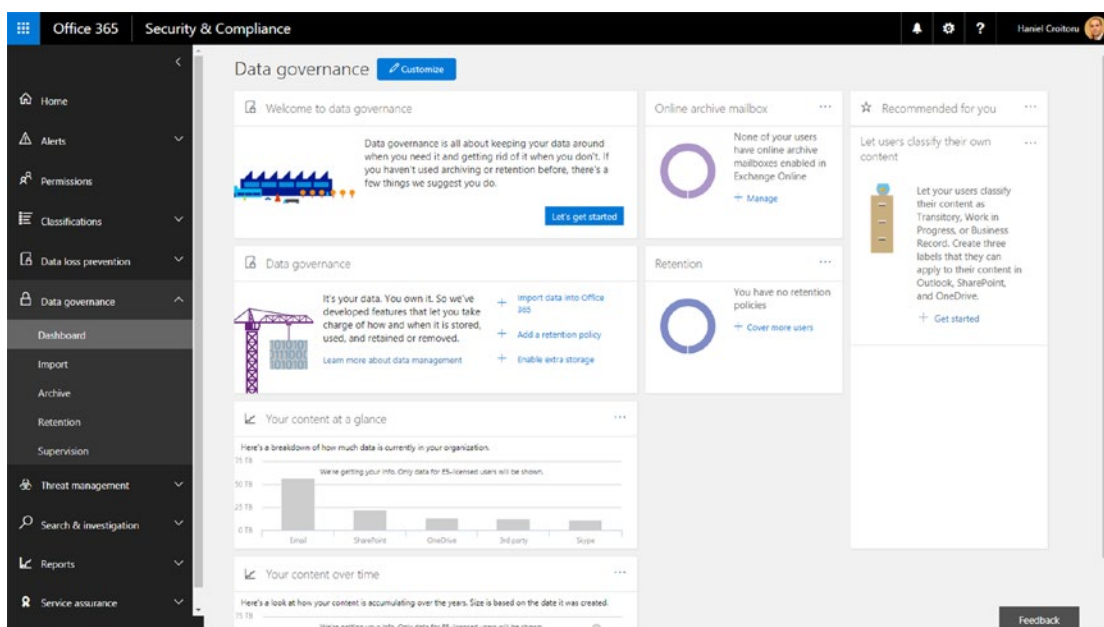 Office 365
Security & Compliance
?
Haniel Croitoru
Home
Alerts
Permissions
Classifications
Data loss prevention
Data governance
Dashboard
Import
Archive
Retention
Supervision
Threat management
Search & investigation
Reports
Service assurance
Data governance
Customize
Welcome to data governance
Data governance is all about keeping your data around
when you need it and getting rid of it when you don't. If
you haven't used archiving or retention before, there's a
few things we suggest you do.
Let's get started
Online archive mailbox
None of your users
have online archive
mailboxes enabled in
Exchange Online
+ Manage
Recommended for you
Let users classify their own
content
Let your users classify
their content as
Transitory, Work in
Progress, or Business
Record. Create three
labels that they can
apply to their content in
Outlook, SharePoint,
and OneDrive.
+ Get started
Data governance
It's your data. You own it. So we've
developed features that let you take
charge of how and when it is stored,
used, and retained or removed.
Learn more about data management
+ Import data into Office
365
+ Add a retention policy
+ Enable extra storage
Retention
You have no retention
policies
+ Cover more users
Your content at a glance
Here's a breakdown of how much data is currently in your organization.
75 TB
We're getting your info. Only data for E5-licensed users will be shown.
50 TB
25 TB
0 TB
Email SharePoint OneDrive 3rd party Skype
Your content over time
Here's a look at how your content is accumulating over the years. Size is based on the date it was created.
75 TB
Feedback